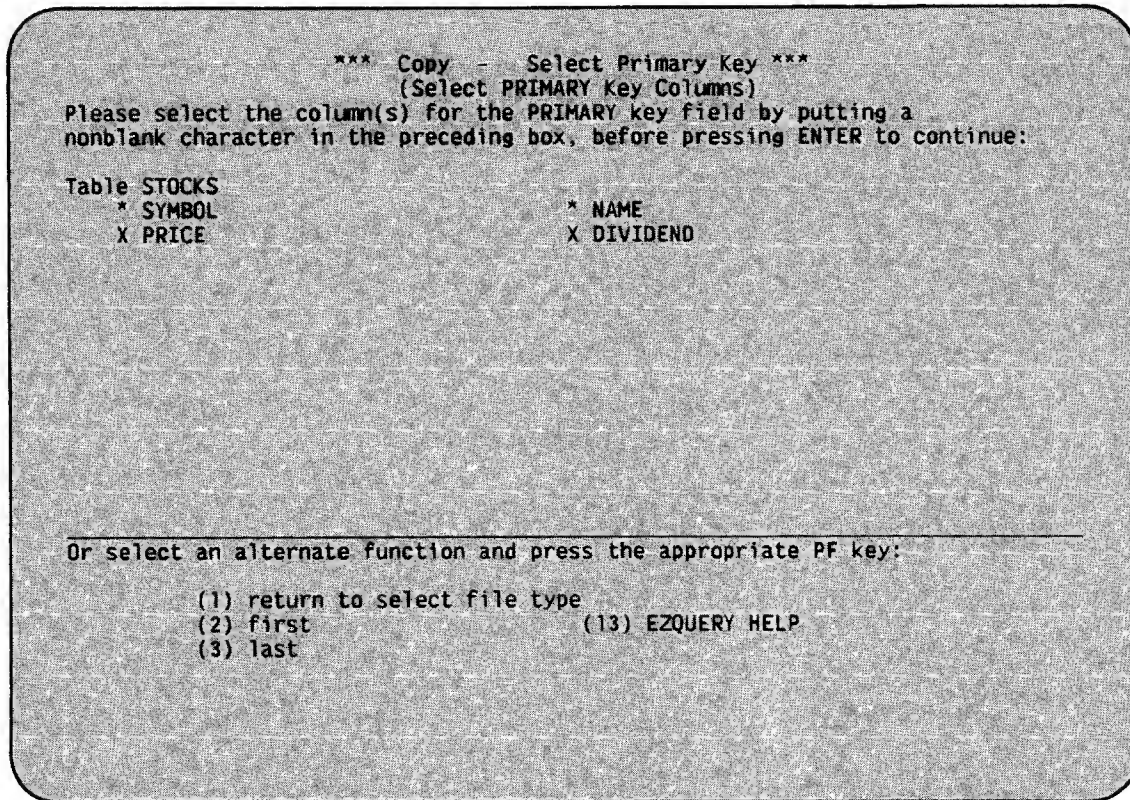 *** Copy - Select Primary Key ***
(Select PRIMARY Key Columns)
Please select the column(s) for the PRIMARY key field by putting a
nonblank character in the preceding box, before pressing ENTER to continue:
Table STOCKS
* SYMBOL * NAME
X PRICE X DIVIDEND
Or select an alternate function and press the appropriate PF key:
(1) return to select file type
(2) first (13) EZQUERY HELP
(3) last